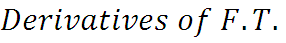 Derivatives of F.T.